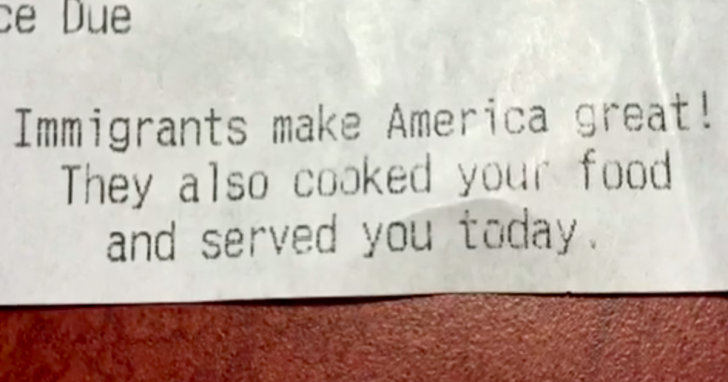 ce Due
Immigrants make America great!
They also cooked your food
and served you today.